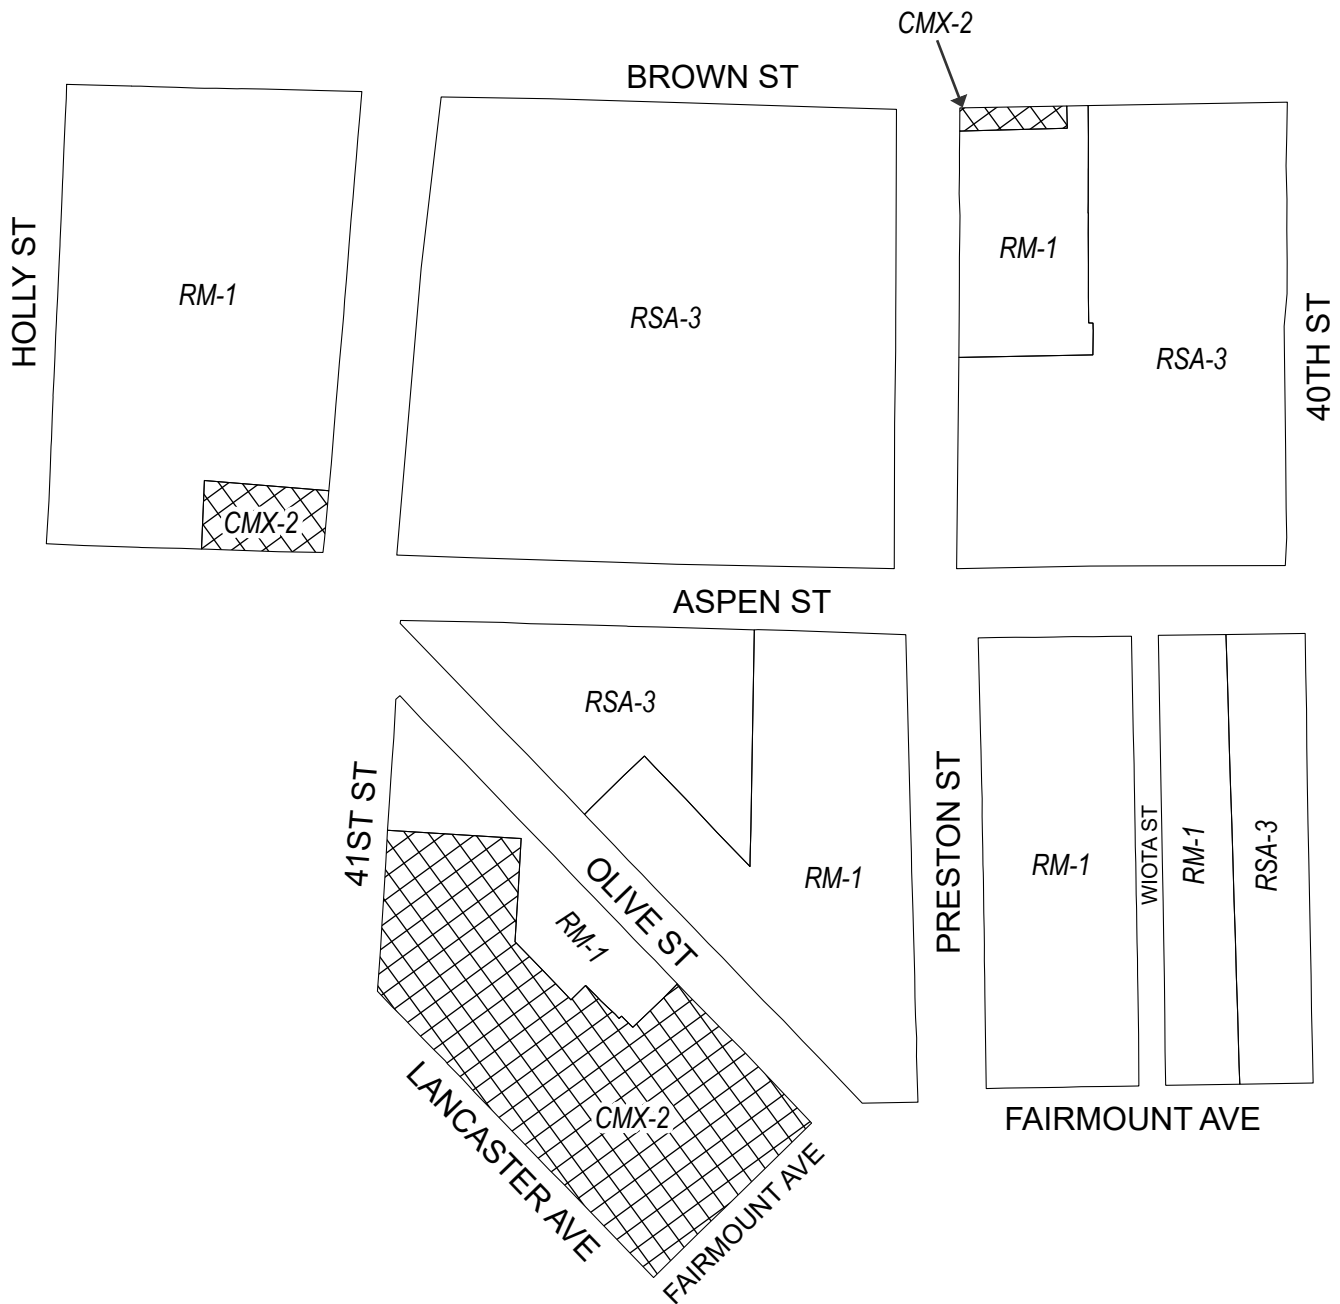 CMX-2
BROWN ST
HOLLY ST
RM-1
RSA-3
RM-1
RSA-3
40TH ST
CMX-2
ASPEN ST
RSA-3
41ST ST
OLIVE ST
RM-1
RM-1
PRESTON ST
RM-1
WIOTA ST
RM-1
RSA-3
CMX-2
LANCASTER AVE
FAIRMOUNT AVE
FAIRMOUNT AVE